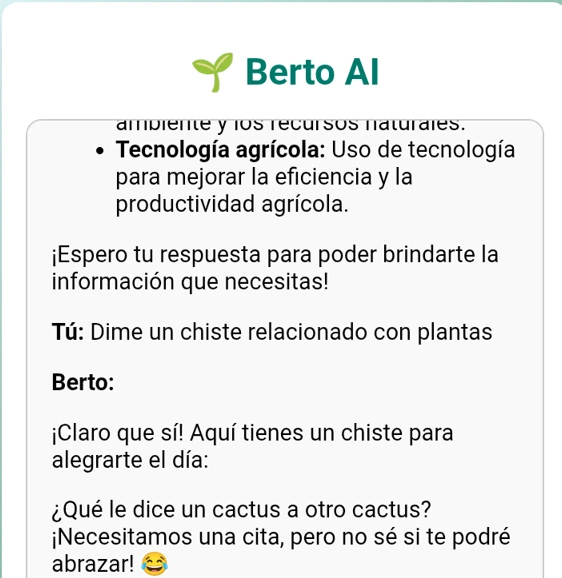 🌱 Berto AI
ambiente y los recursos naturales.
• Tecnología agrícola: Uso de tecnología
para mejorar la eficiencia y la
productividad agrícola.
¡Espero tu respuesta para poder brindarte la
información que necesitas!
Tú: Dime un chiste relacionado con plantas
Berto:
¡Claro que sí! Aquí tienes un chiste para
alegrarte el día:
¿Qué le dice un cactus a otro cactus?
¡Necesitamos una cita, pero no sé si te podré
abrazar! 😂